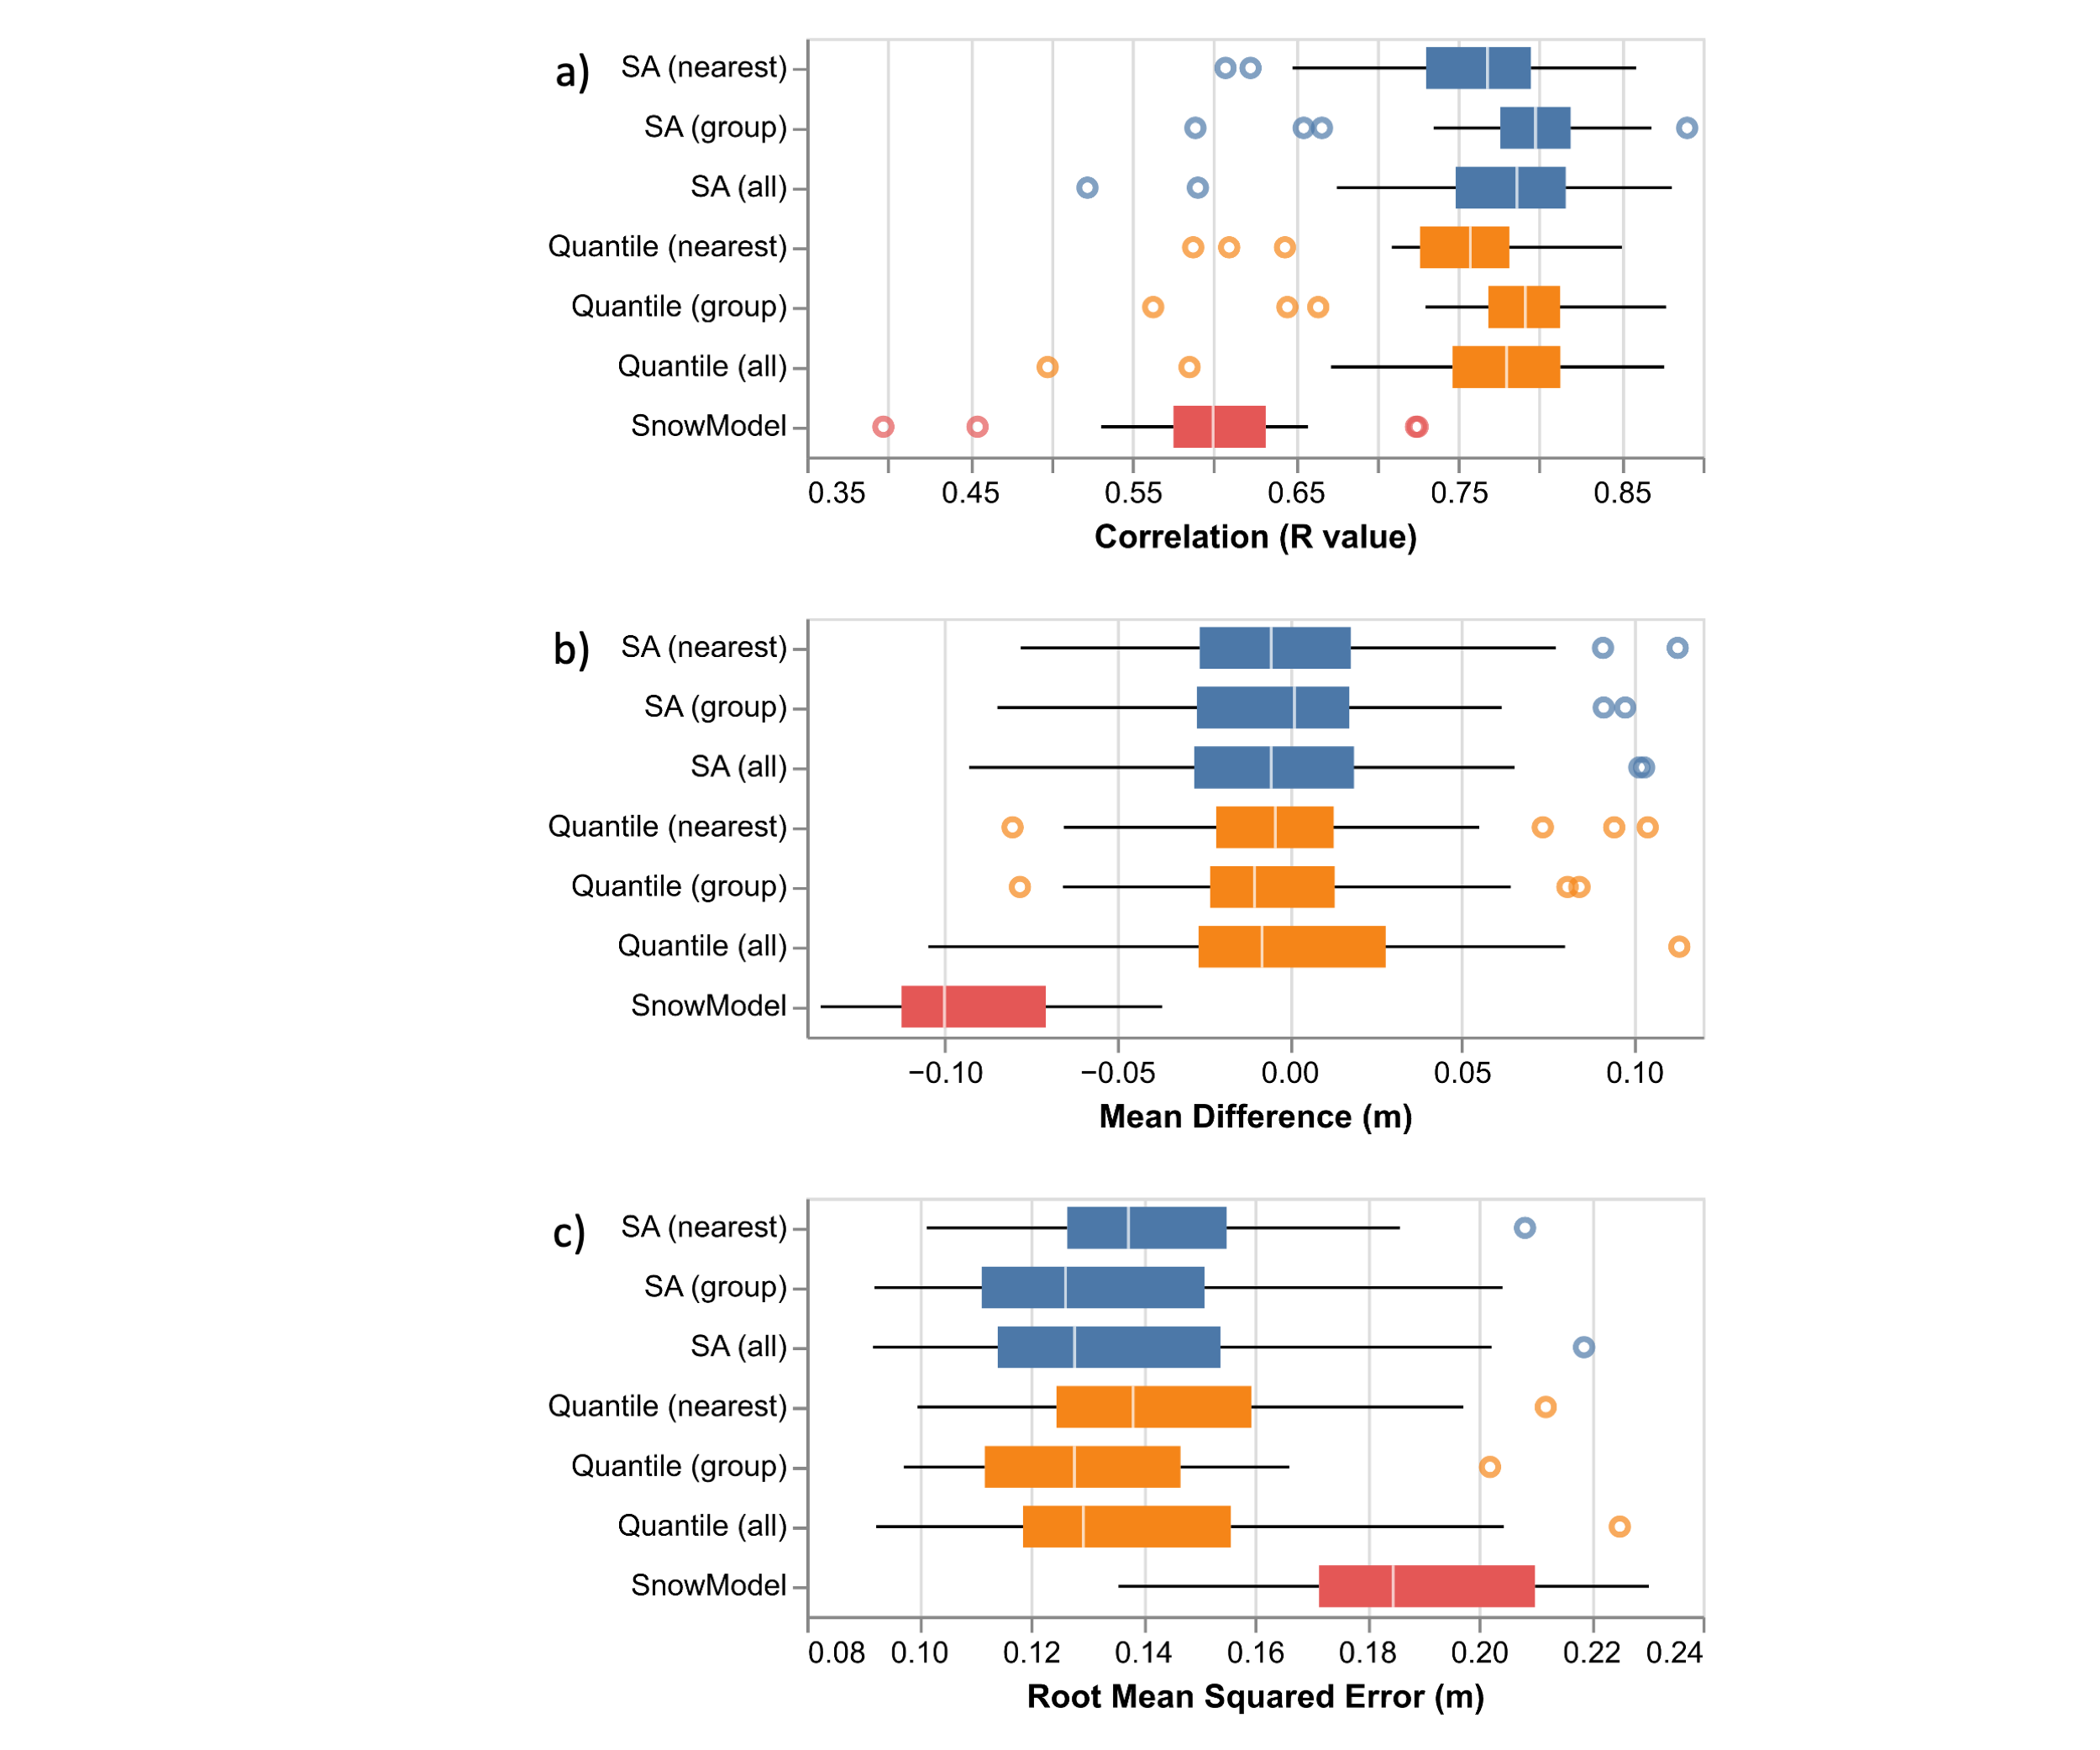 a)
SA (nearest)
SA (group)
SA (all)
Quantile (nearest)
Quantile (group)
Quantile (all)
SnowModel
0.35 0.45 0.55 0.65 0.75 0.85
Correlation (R value)
b)
SA (nearest)
SA (group)
SA (all)
Quantile (nearest)
Quantile (group)
Quantile (all)
SnowModel
−0.10 −0.05 0.00 0.05 0.10
Mean Difference (m)
c)
SA (nearest)
SA (group)
SA (all)
Quantile (nearest)
Quantile (group)
Quantile (all)
SnowModel
0.08 0.10 0.12 0.14 0.16 0.18 0.20 0.22 0.24
Root Mean Squared Error (m)